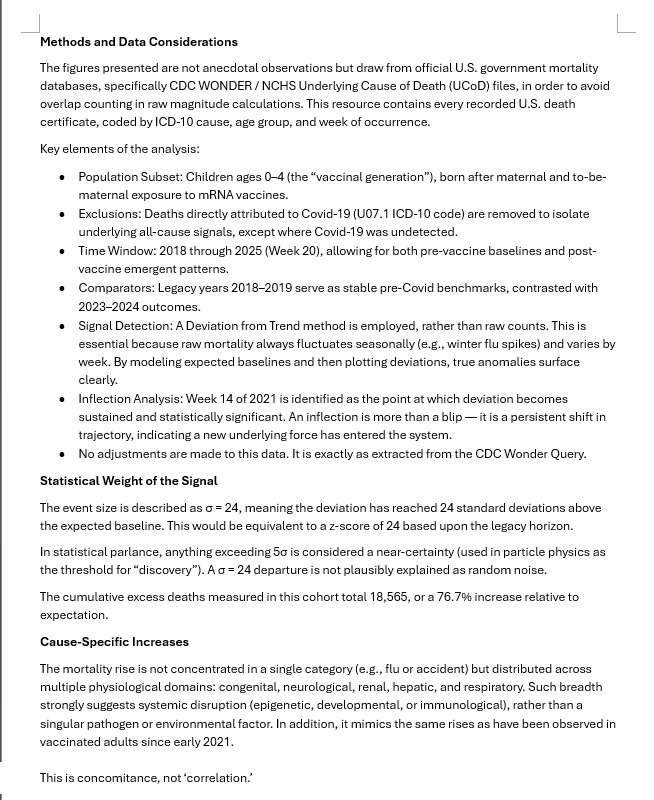 Methods and Data Considerations
The figures presented are not anecdotal observations but draw from official U.S. government mortality
databases, specifically CDC WONDER / NCHS Underlying Cause of Death (UCoD) files, in order to avoid
overlap counting in raw magnitude calculations. This resource contains every recorded U.S. death
certificate, coded by ICD-10 cause, age group, and week of occurrence.
Key elements of the analysis:
• Population Subset: Children ages 0–4 (the “vaccinal generation”), born after maternal and to-be-
maternal exposure to mRNA vaccines.
• Exclusions: Deaths directly attributed to Covid-19 (U07.1 ICD-10 code) are removed to isolate
underlying all-cause signals, except where Covid-19 was undetected.
• Time Window: 2018 through 2025 (Week 20), allowing for both pre-vaccine baselines and post-
vaccine emergent patterns.
• Comparators: Legacy years 2018–2019 serve as stable pre-Covid benchmarks, contrasted with
2023–2024 outcomes.
• Signal Detection: A Deviation from Trend method is employed, rather than raw counts. This is
essential because raw mortality always fluctuates seasonally (e.g., winter flu spikes) and varies by
week. By modeling expected baselines and then plotting deviations, true anomalies surface
clearly.
• Inflection Analysis: Week 14 of 2021 is identified as the point at which deviation becomes
sustained and statistically significant. An inflection is more than a blip — it is a persistent shift in
trajectory, indicating a new underlying force has entered the system.
• No adjustments are made to this data. It is exactly as extracted from the CDC Wonder Query.
Statistical Weight of the Signal
The event size is described as σ = 24, meaning the deviation has reached 24 standard deviations above
the expected baseline. This would be equivalent to a z-score of 24 based upon the legacy horizon.
In statistical parlance, anything exceeding 5σ is considered a near-certainty (used in particle physics as
the threshold for “discovery”). A σ = 24 departure is not plausibly explained as random noise.
The cumulative excess deaths measured in this cohort total 18,565, or a 76.7% increase relative to
expectation.
Cause-Specific Increases
The mortality rise is not concentrated in a single category (e.g., flu or accident) but distributed across
multiple physiological domains: congenital, neurological, renal, hepatic, and respiratory. Such breadth
strongly suggests systemic disruption (epigenetic, developmental, or immunological), rather than a
singular pathogen or environmental factor. In addition, it mimics the same rises as have been observed in
vaccinated adults since early 2021.
This is concomitance, not ‘correlation.’